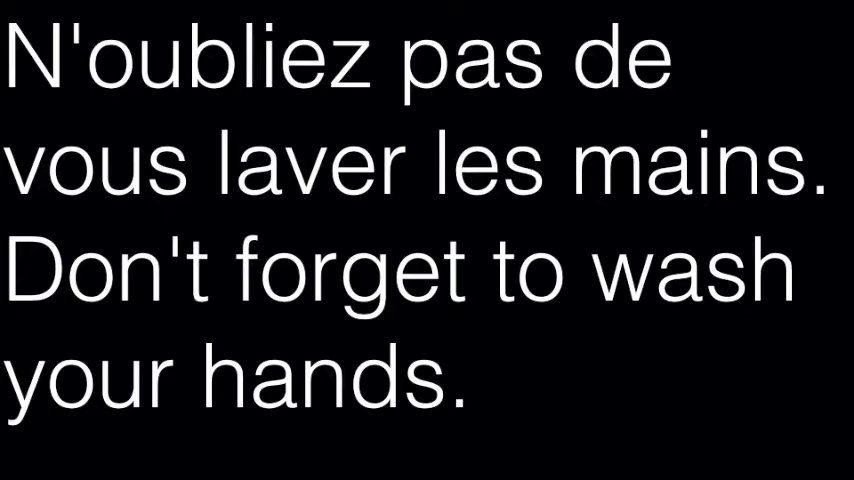 N'oubliez pas de
vous laver les mains.
Don't forget to wash
your hands.